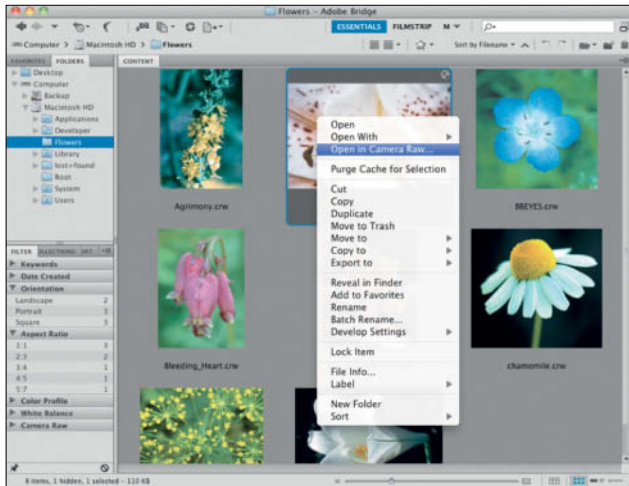 Flowers – Adobe Bridge
ESSENTIALS FILMSTRIP
Computer > Macintosh HD > Flowers
Sort by Filename
FAVORITES FOLDERS
CONTENT
Desktop
Computer
Backup
Macintosh HD
Applications
Developer
Flowers
Library
lost+found
Root
System
Users
FILTER
Keywords
Date Created
Orientation
Landscape 2
Portrait 3
Square 3
Aspect Ratio
1:1 3
2:3 2
3:4 1
4:5 1
5:7 1
Color Profile
White Balance
Camera Raw
Agrimony.crw
BBEYES.crw
Bleeding_Heart.crw
chamomile.crw
Open
Open With
Open in Camera Raw...
Purge Cache for Selection
Cut
Copy
Duplicate
Move to Trash
Move to
Copy to
Export to
Reveal in Finder
Add to Favorites
Rename
Batch Rename...
Develop Settings
Lock Item
File Info...
Label
New Folder
Sort
8 items, 1 hidden, 1 selected – 110 KB